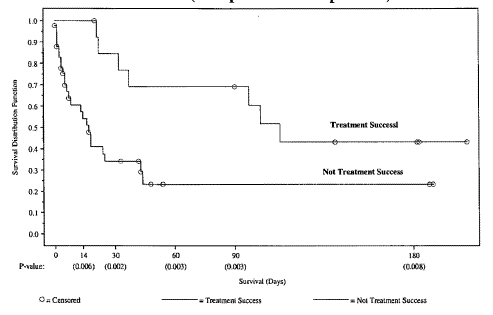 Survival Distribution Function
1.0
0.9
0.8
0.7
0.6
0.5
0.4
0.3
0.2
0.1
0.0
Treatment Successl
Not Treatment Success
0 14 30 60 90 180
P-value: (0.006) (0.002) (0.003) (0.003) (0.008)
Survival (Days)
O = Censored = Treatment Success = Not Treatment Success